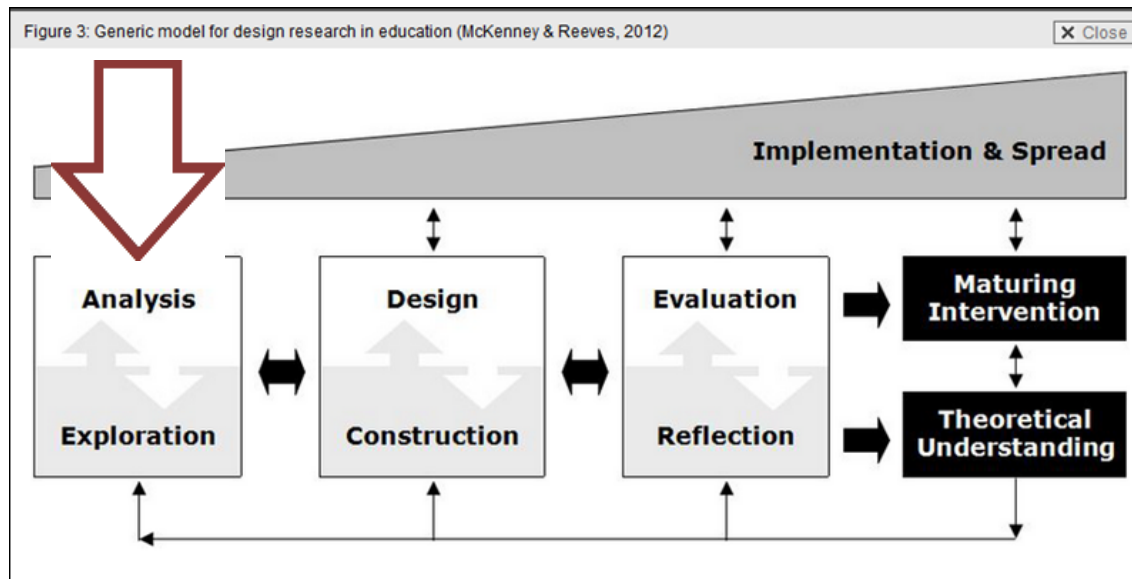 Figure 3: Generic model for design research in education (McKenney & Reeves, 2012)
X Close
Implementation & Spread
Analysis
Exploration
Design
Construction
Evaluation
Reflection
Maturing
Intervention
Theoretical
Understanding